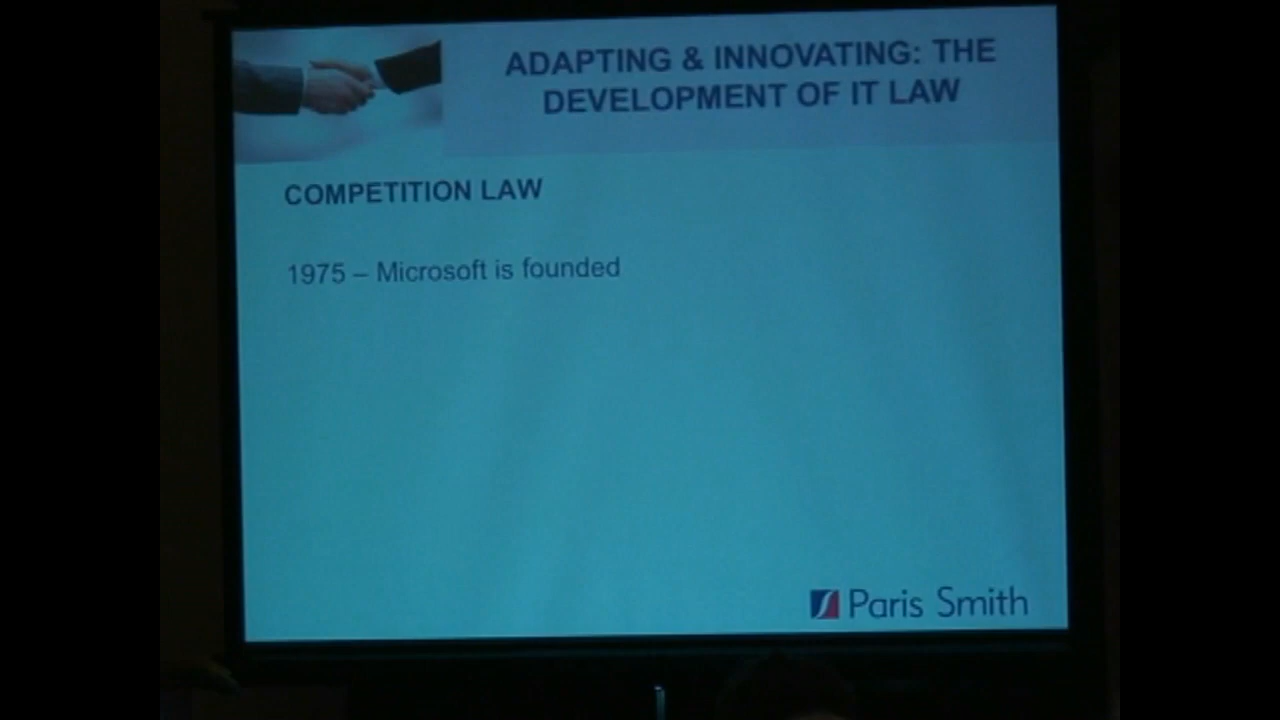 ADAPTING & INNOVATING: THE
DEVELOPMENT OF IT LAW
COMPETITION LAW
1975 – Microsoft is founded
Paris Smith